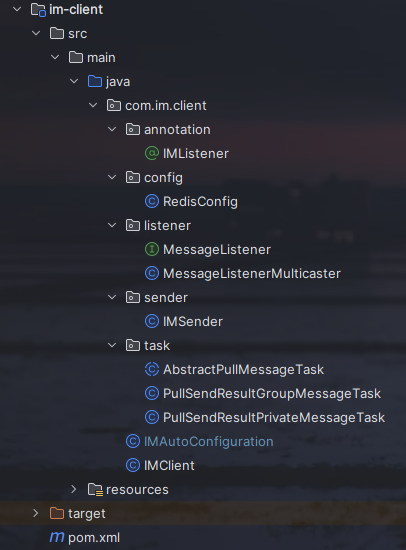 im-client
src
main
java
com.im.client
annotation
IMListener
config
RedisConfig
listener
MessageListener
MessageListenerMulticaster
sender
IMSender
task
AbstractPullMessageTask
PullSendResultGroupMessageTask
PullSendResultPrivateMessageTask
IMAutoConfiguration
IMClient
resources
target
pom.xml